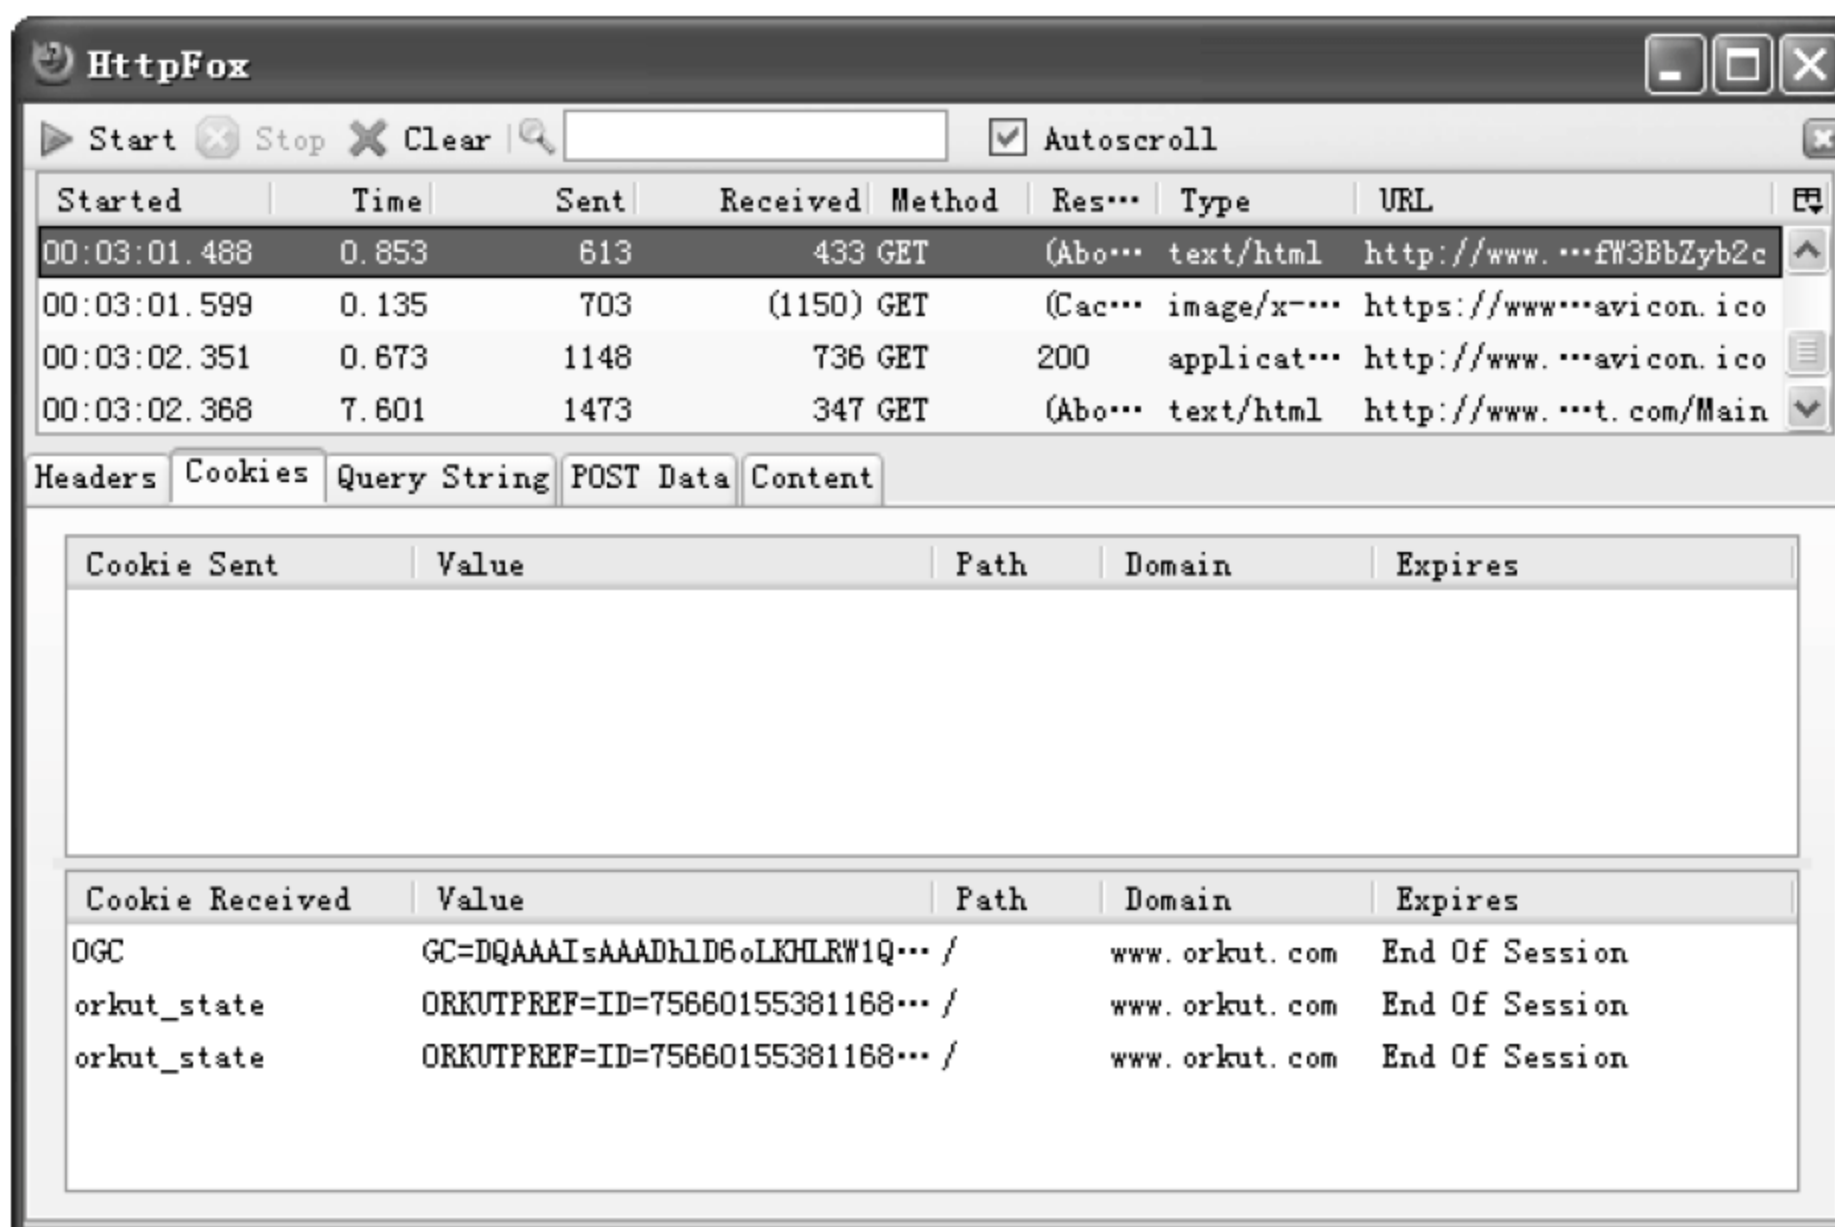 HttpFox
Start Stop Clear Autoscroll
Started Time Sent Received Method Res··· Type URL
00:03:01.488 0.853 613 433 GET (Abo··· text/html http://www.···fW3BbZyb2c
00:03:01.599 0.135 703 (1150) GET (Cac··· image/x-··· https://www···avicon.ico
00:03:02.351 0.673 1148 736 GET 200 applicat··· http://www.···avicon.ico
00:03:02.368 7.601 1473 347 GET (Abo··· text/html http://www.···t.com/Main
Headers Cookies Query String POST Data Content
Cookie Sent Value Path Domain Expires
Cookie Received Value Path Domain Expires
OGC GC=DQAAAIsAAADhlD6oLKHLRW1Q··· / www.orkut.com End Of Session
orkut_state ORKUTPREF=ID=75660155381168··· / www.orkut.com End Of Session
orkut_state ORKUTPREF=ID=75660155381168··· / www.orkut.com End Of Session